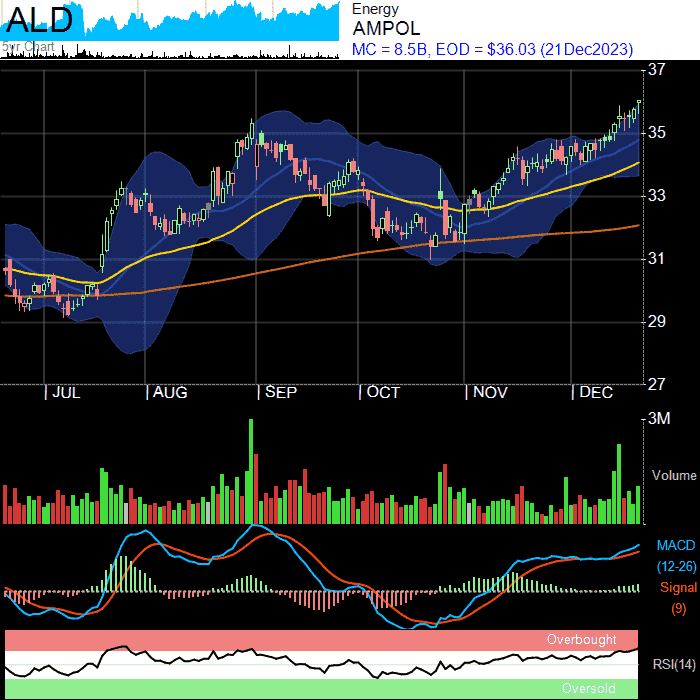 ALD
5yr Chart
Energy
AMPOL
MC = 8.5B, EOD = $36.03 (21Dec2023)
37
35
33
31
29
27
JUL
AUG
SEP
OCT
NOV
DEC
3M
Volume
MACD
(12-26)
Signal
(9)
Overbought
RSI(14)
Oversold